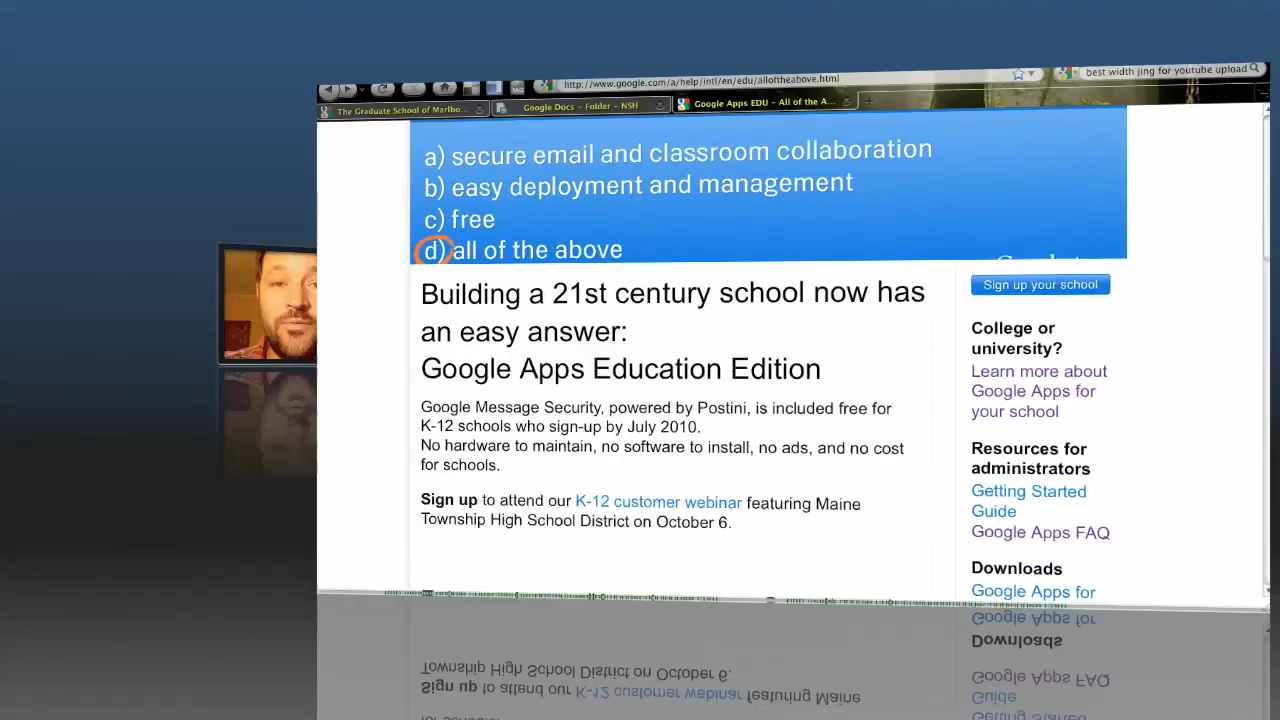 http://www.google.com/a/help/intl/en/edu/alloftheabove.html
best width jing for youtube upload
The Graduate School of Marlbo...
Google Docs - Folder - NSH
Google Apps EDU - All of the A...
a) secure email and classroom collaboration
b) easy deployment and management
c) free
d) all of the above
Building a 21st century school now has
an easy answer:
Google Apps Education Edition
Google Message Security, powered by Postini, is included free for
K-12 schools who sign-up by July 2010.
No hardware to maintain, no software to install, no ads, and no cost
for schools.
Sign up to attend our K-12 customer webinar featuring Maine
Township High School District on October 6.
Sign up your school
College or
university?
Learn more about
Google Apps for
your school
Resources for
administrators
Getting Started
Guide
Google Apps FAQ
Downloads
Google Apps for